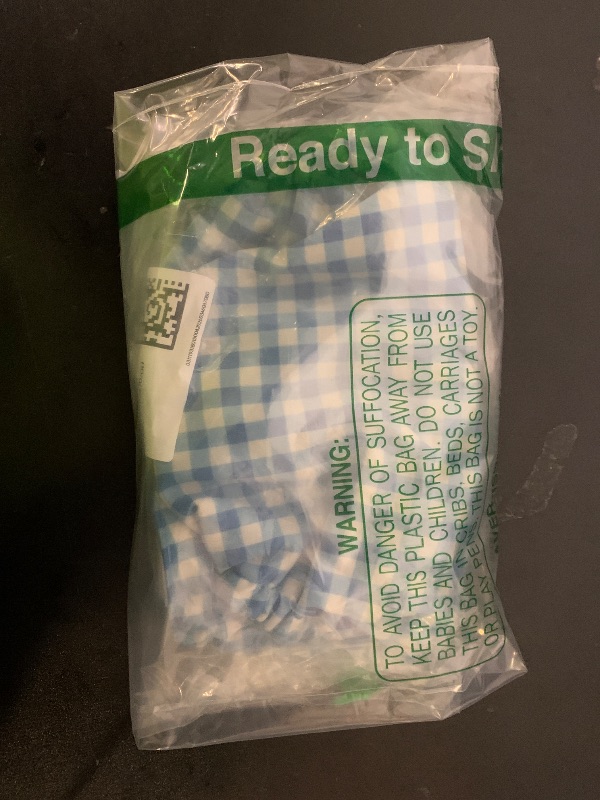 Ready to S
WARNING:
TO AVOID DANGER OF SUFFOCATION,
KEEP THIS PLASTIC BAG AWAY FROM
BABIES AND CHILDREN. DO NOT USE
THIS BAG IN CRIBS, BEDS, CARRIAGES
OR PLAY PENS. THIS BAG IS NOT A TOY.